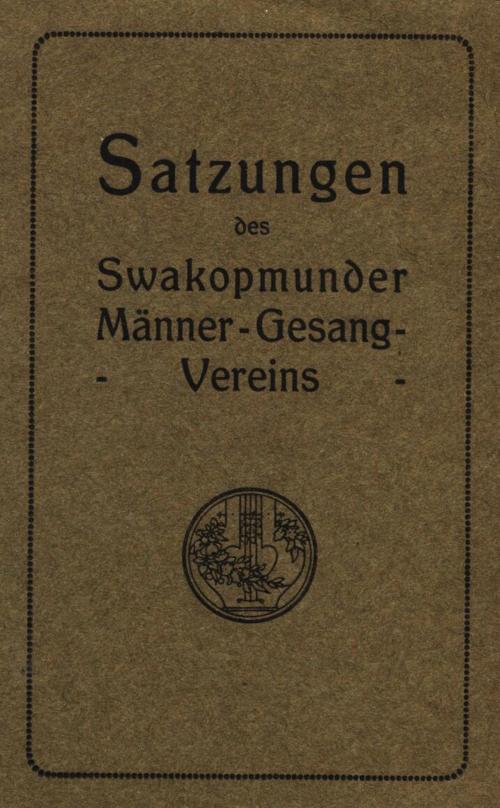 Satzungen
des
Swakopmunder
Männer-Gesang-
- Vereins -